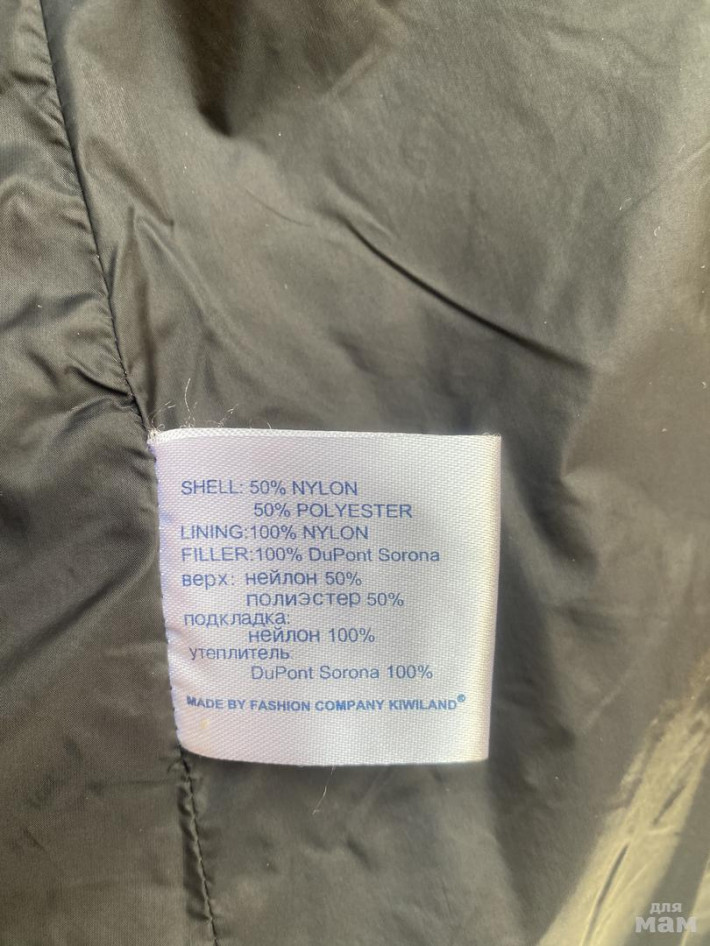 SHELL: 50% NYLON
50% POLYESTER
LINING:100% NYLON
FILLER:100% DuPont Sorona
верх: нейлон 50%
полиэстер 50%
подкладка:
нейлон 100%
утеплитель:
DuPont Sorona 100%
MADE BY FASHION COMPANY KIWILAND®
для
мам